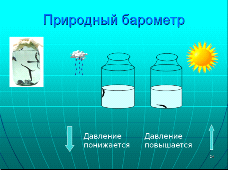 Природный барометр
Давление
понижается
Давление
повышается